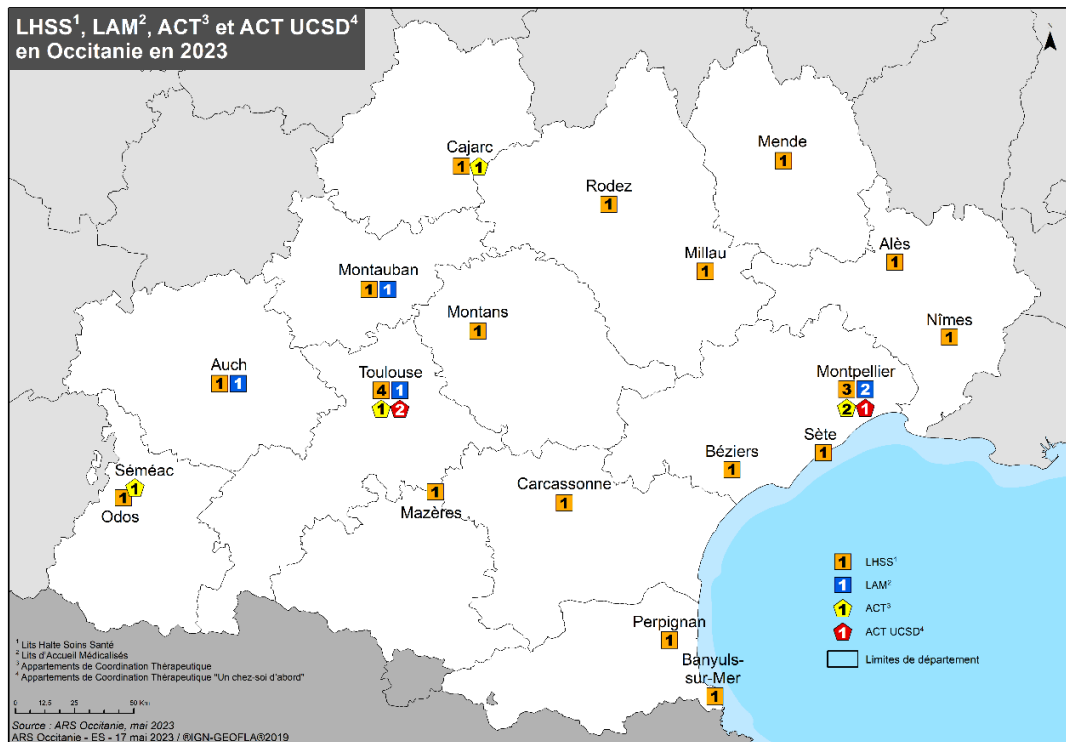 LHSS¹, LAM², ACT³ et ACT UCSD⁴
en Occitanie en 2023
Cajarc
1 1
Mende
1
Rodez
1
Alès
1
Millau
1
Montauban
1 1
Montans
1
Nîmes
1
Auch
1 1
Toulouse
4 1
1 2
Montpellier
3 2
2 1
Sète
1
Béziers
1
Séméac
1
1
Odos
1
Mazères
Carcassonne
1
Perpignan
1
Banyuls-
sur-Mer
1
1 LHSS¹
1 LAM²
1 ACT³
1 ACT UCSD⁴
Limites de département
¹ Lits Halte Soins Santé
² Lits d'Accueil Médicalisés
³ Appartements de Coordination Thérapeutique
⁴ Appartements de Coordination Thérapeutique "Un chez-soi d'abord"
0 12.5 25 50 Km
Source : ARS Occitanie, mai 2023
ARS Occitanie - ES - 17 mai 2023 / ®IGN-GEOFLA®2019